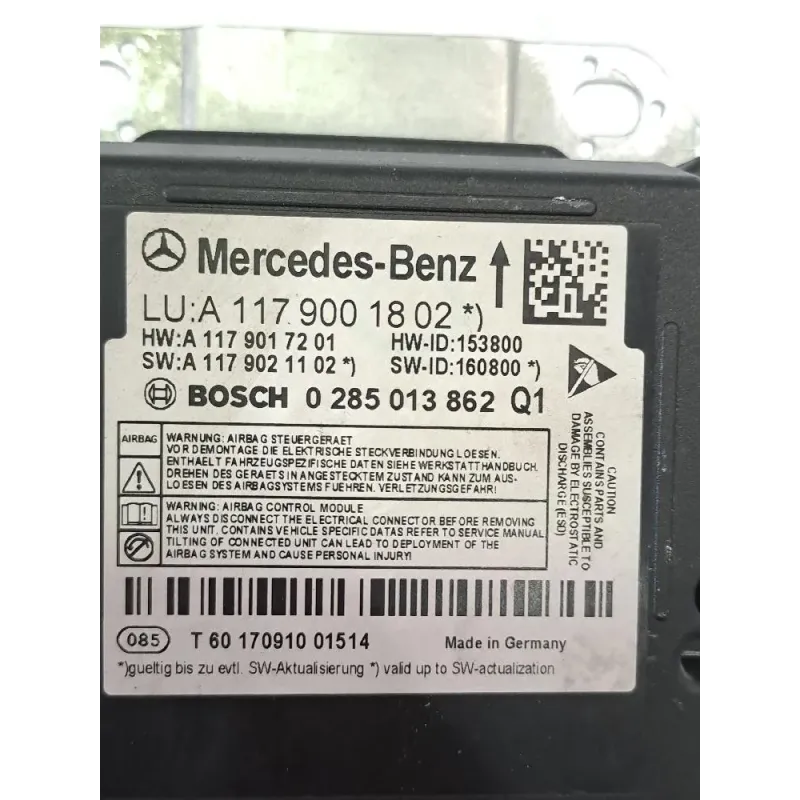 Mercedes-Benz
LU:A 117 900 18 02 *)
HW:A 117 901 72 01 HW-ID:153800
SW:A 117 902 11 02 *) SW-ID:160800 *)
BOSCH 0 285 013 862 Q1
AIRBAG
WARNUNG: AIRBAG STEUERGERAET
VOR DEMONTAGE DIE ELEKTRISCHE STECKVERBINDUNG LOESEN.
ENTHAELT FAHRZEUGSPEZIFISCHE DATEN SIEHE WERKSTATTHANDBUCH.
DREHEN DES GERAETS IN ANGESTECKTEM ZUSTAND KANN ZUM AUS-
LOESEN DES AIRBAGSYSTEMS FUEHREN. VERLETZUNGSGEFAHR!
WARNING: AIRBAG CONTROL MODULE
ALWAYS DISCONNECT THE ELECTRICAL CONNECTOR BEFORE REMOVING
THIS UNIT. CONTAINS VEHICLE SPECIFIC DATAS REFER TO SERVICE MANUAL
TILTING OF CONNECTED UNIT CAN LEAD TO DEPLOYMENT OF THE
AIRBAG SYSTEM AND CAUSE PERSONAL INJURY!
CAUTION
CONTAINS PARTS AND
ASSEMBLIES SUSCEPTIBLE TO
DAMAGE BY ELECTROSTATIC
DISCHARGE (ESD)
085 T 60 170910 01514 Made in Germany
*)gueltig bis zu evtl. SW-Aktualisierung *) valid up to SW-actualization